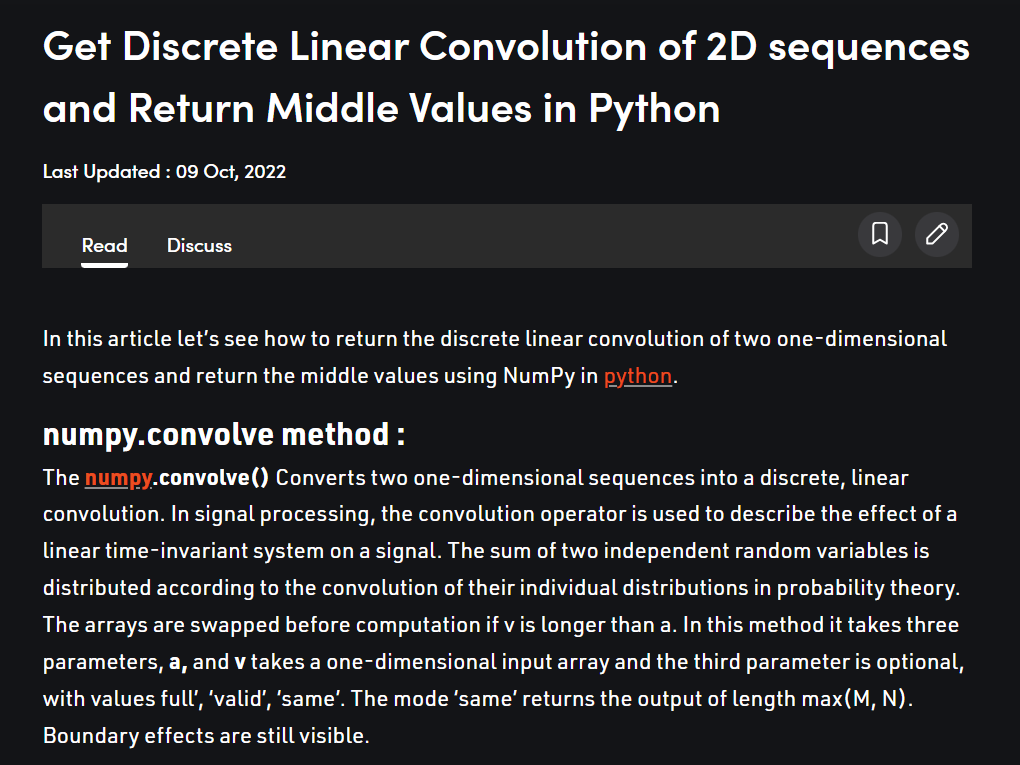 Get Discrete Linear Convolution of 2D sequences
and Return Middle Values in Python
Last Updated : 09 Oct, 2022
Read Discuss
In this article let’s see how to return the discrete linear convolution of two one-dimensional
sequences and return the middle values using NumPy in python.
numpy.convolve method :
The numpy.convolve() Converts two one-dimensional sequences into a discrete, linear
convolution. In signal processing, the convolution operator is used to describe the effect of a
linear time-invariant system on a signal. The sum of two independent random variables is
distributed according to the convolution of their individual distributions in probability theory.
The arrays are swapped before computation if v is longer than a. In this method it takes three
parameters, a, and v takes a one-dimensional input array and the third parameter is optional,
with values full’, ‘valid’, ‘same’. The mode ‘same’ returns the output of length max(M, N).
Boundary effects are still visible.